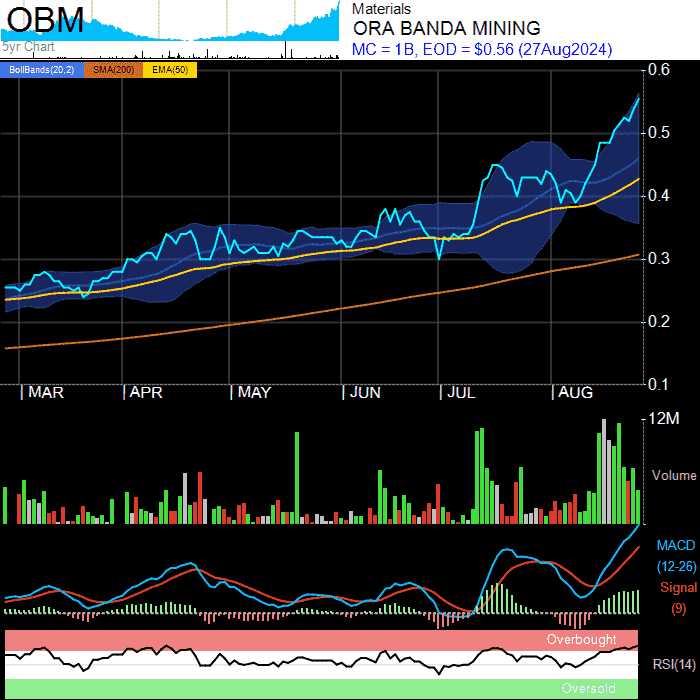 OBM
5yr Chart
Materials
ORA BANDA MINING
MC = 1B, EOD = $0.56 (27Aug2024)
BollBands(20,2) SMA(200) EMA(50)
0.6
0.5
0.4
0.3
0.2
0.1
MAR APR MAY JUN JUL AUG
12M
Volume
MACD
(12-26)
Signal
(9)
Overbought
RSI(14)
Oversold